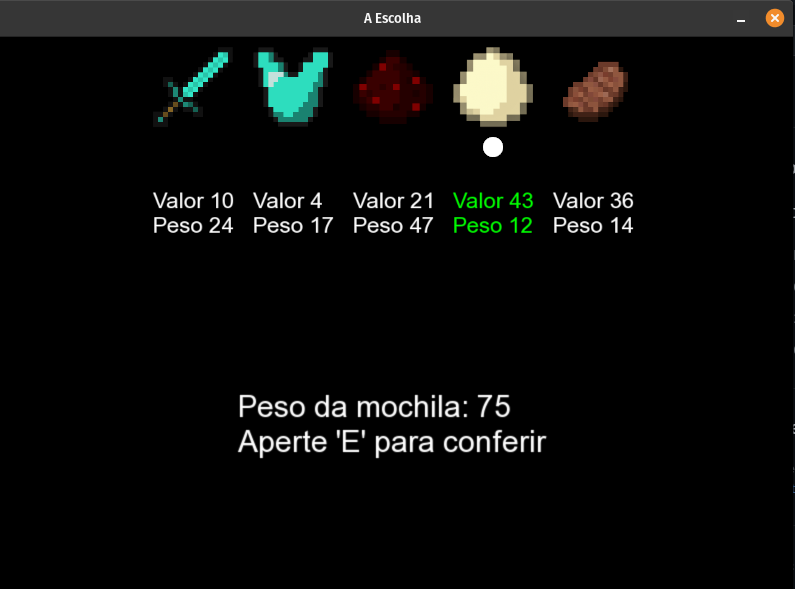 A Escolha
Valor 10 Valor 4 Valor 21 Valor 43 Valor 36
Peso 24 Peso 17 Peso 47 Peso 12 Peso 14
Peso da mochila: 75
Aperte 'E' para conferir